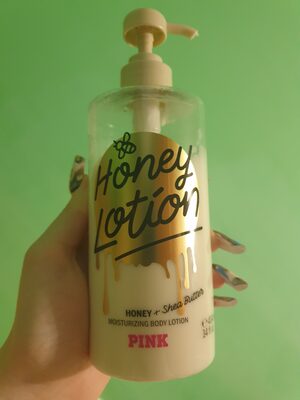 Honey
Lotion
HONEY + Shea Butter
MOISTURIZING BODY LOTION
PINK